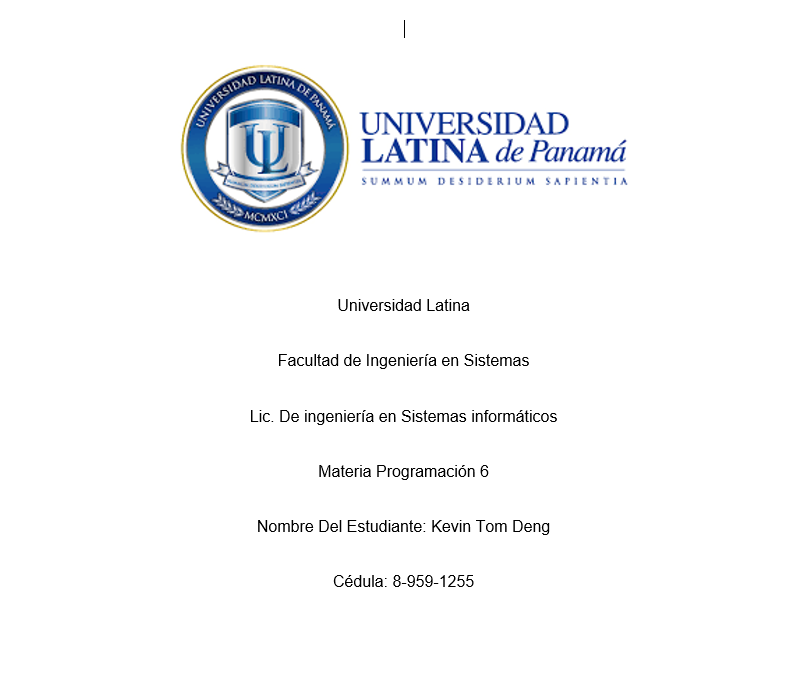 UNIVERSIDAD LATINA DE PANAMÁ
UL
MCMXCI
UNIVERSIDAD
LATINA de Panamá
SUMMUM DESIDERIUM SAPIENTIA
Universidad Latina
Facultad de Ingeniería en Sistemas
Lic. De ingeniería en Sistemas informáticos
Materia Programación 6
Nombre Del Estudiante: Kevin Tom Deng
Cédula: 8-959-1255